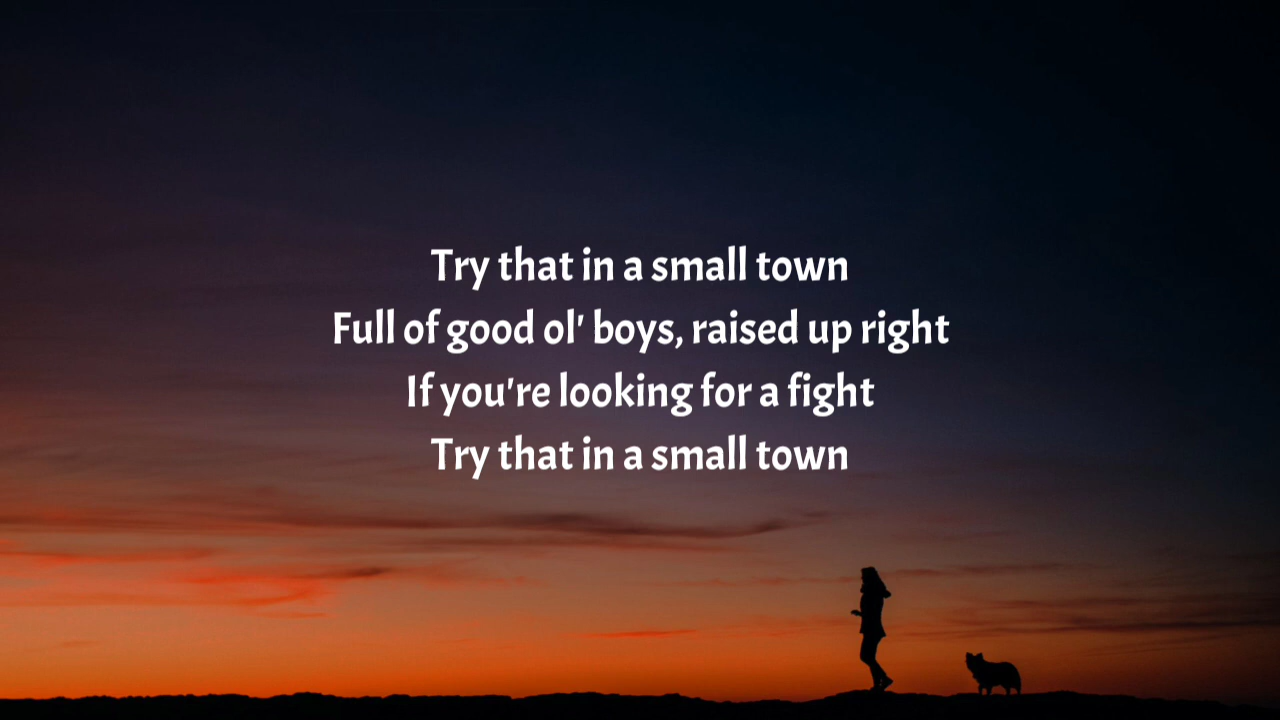 Try that in a small town
Full of good ol' boys, raised up right
If you're looking for a fight
Try that in a small town